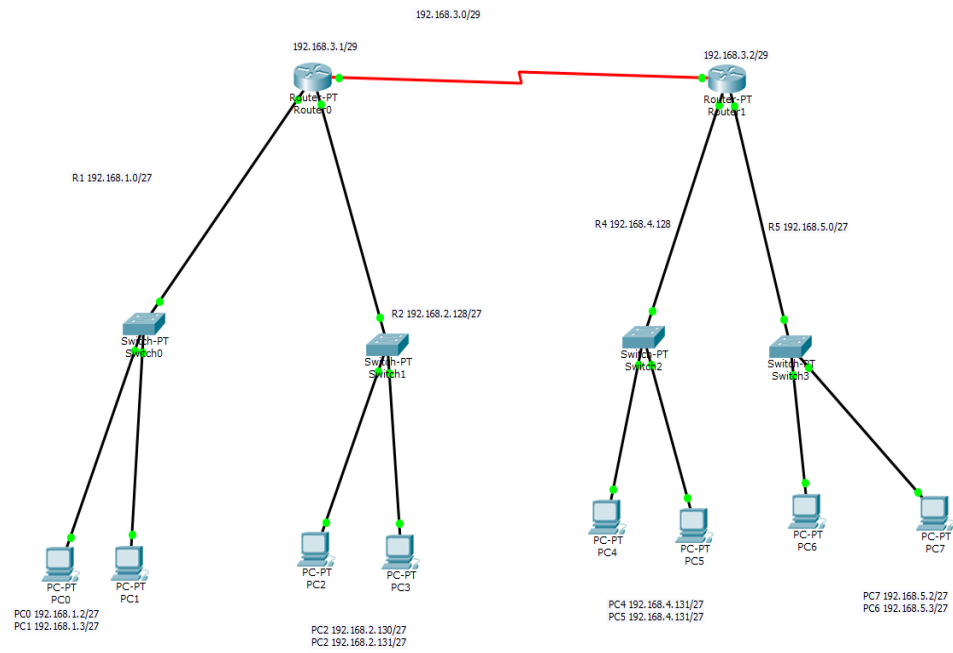 192.168.3.0/29
192.168.3.1/29
192.168.3.2/29
Router-PT
Router0
Router-PT
Router1
R1 192.168.1.0/27
R4 192.168.4.128
R5 192.168.5.0/27
R2 192.168.2.128/27
Switch-PT
Switch0
Switch-PT
Switch1
Switch-PT
Switch2
Switch-PT
Switch3
PC-PT
PC0
PC-PT
PC1
PC-PT
PC2
PC-PT
PC3
PC-PT
PC4
PC-PT
PC5
PC-PT
PC6
PC-PT
PC7
PC0 192.168.1.2/27
PC1 192.168.1.3/27
PC2 192.168.2.130/27
PC2 192.168.2.131/27
PC4 192.168.4.131/27
PC5 192.168.4.131/27
PC7 192.168.5.2/27
PC6 192.168.5.3/27